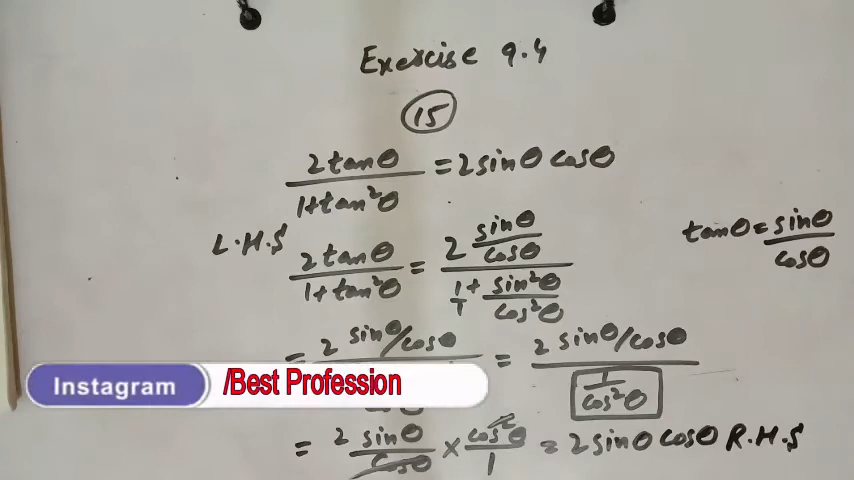 Exercise 9.4
15
2tanθ / 1+tan²θ = 2sinθ cosθ
L.H.S 2tanθ / 1+tan²θ = 2 sinθ/cosθ / 1/1 + sin²θ/cos²θ
tanθ = sinθ/cosθ
= 2 sinθ/cosθ = 2 sinθ/cosθ / 1/cos²θ
Instagram /Best Profession
= 2 sinθ/cosθ × cos²θ/1 = 2sinθ cosθ R.H.S